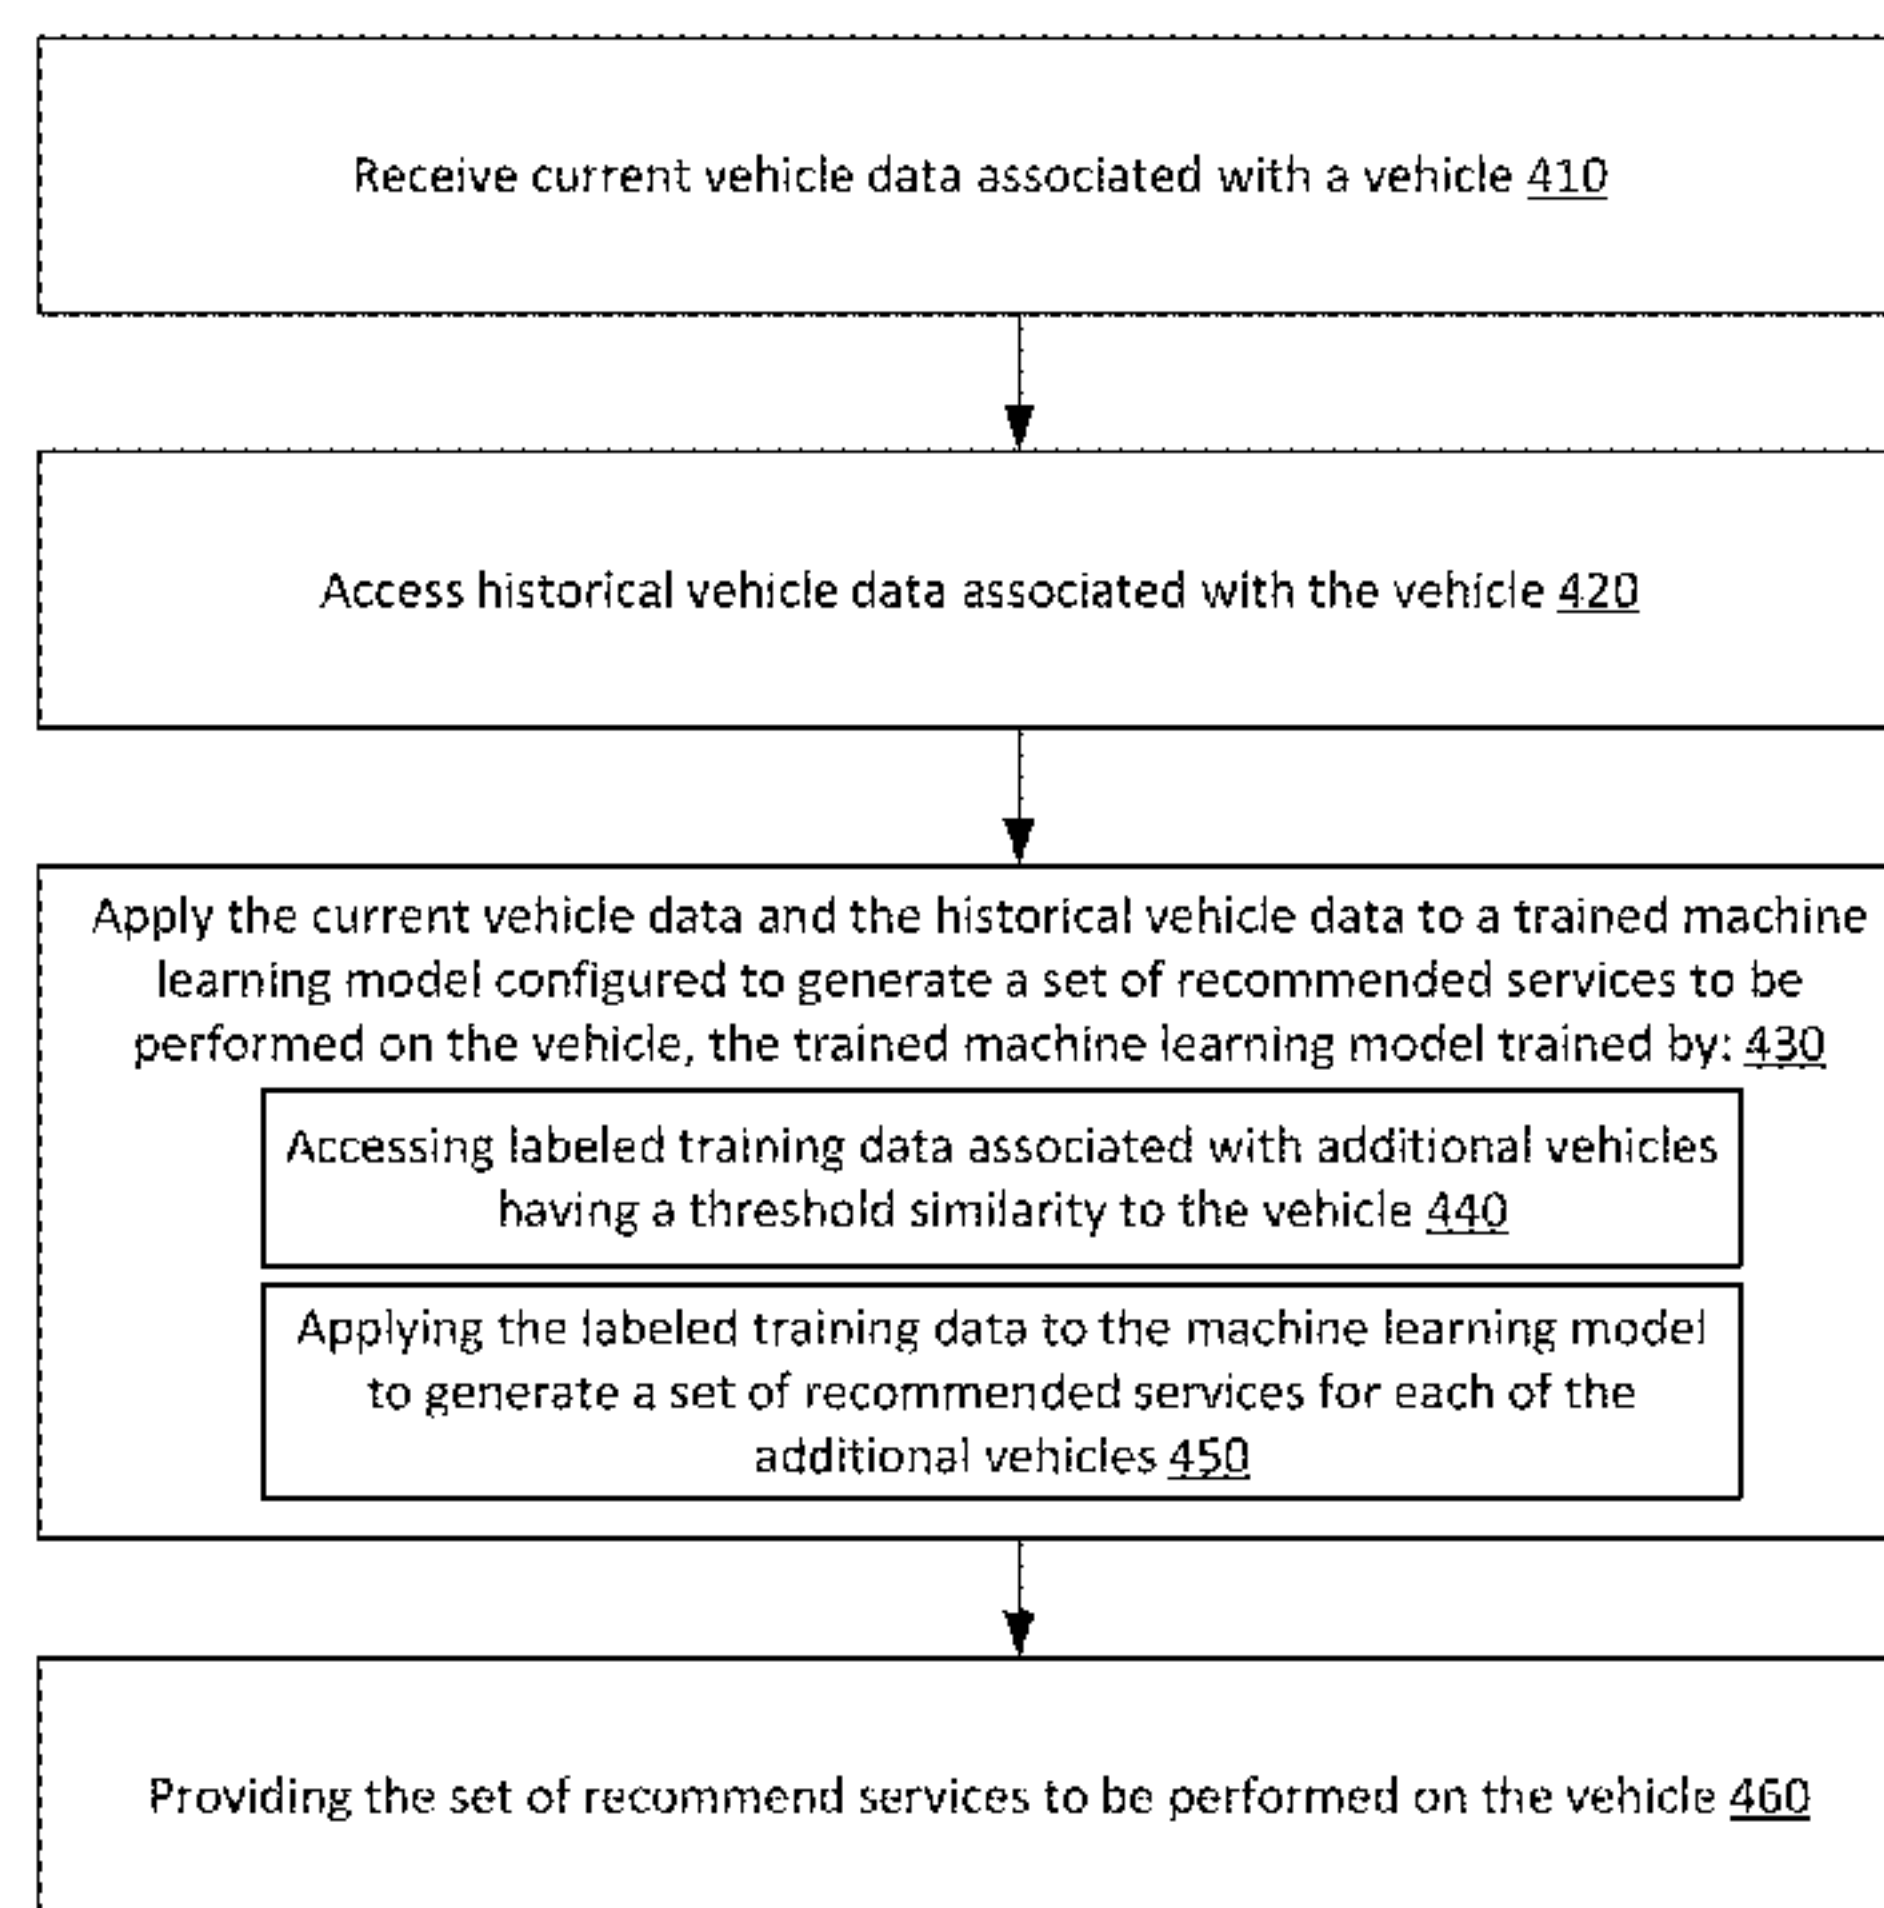 Receive current vehicle data associated with a vehicle 410
Access historical vehicle data associated with the vehicle 420
Apply the current vehicle data and the historical vehicle data to a trained machine
learning model configured to generate a set of recommended services to be
performed on the vehicle, the trained machine learning model trained by: 430
Accessing labeled training data associated with additional vehicles
having a threshold similarity to the vehicle 440
Applying the labeled training data to the machine learning model
to generate a set of recommended services for each of the
additional vehicles 450
Providing the set of recommend services to be performed on the vehicle 460